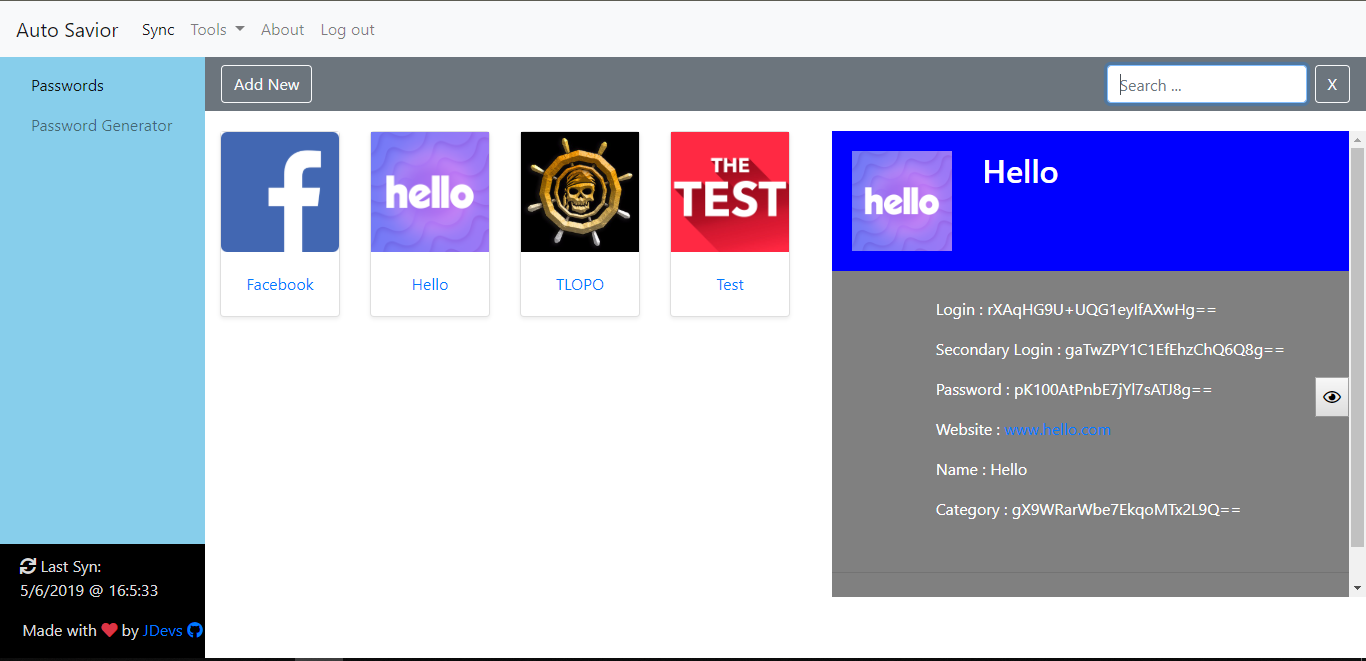 Auto Savior Sync Tools About Log out
Passwords
Password Generator
Add New
Search ...
X
hello
THE
TEST
Facebook
Hello
TLOPO
Test
hello
Hello
Login : rXAqHG9U+UQG1eyIfAXwHg==
Secondary Login : gaTwZPY1C1EfEhzChQ6Q8g==
Password : pK100AtPnbE7jYl7sATJ8g==
Website : www.hello.com
Name : Hello
Category : gX9WRarWbe7EkqoMTx2L9Q==
Last Syn:
5/6/2019 @ 16:5:33
Made with by JDevs